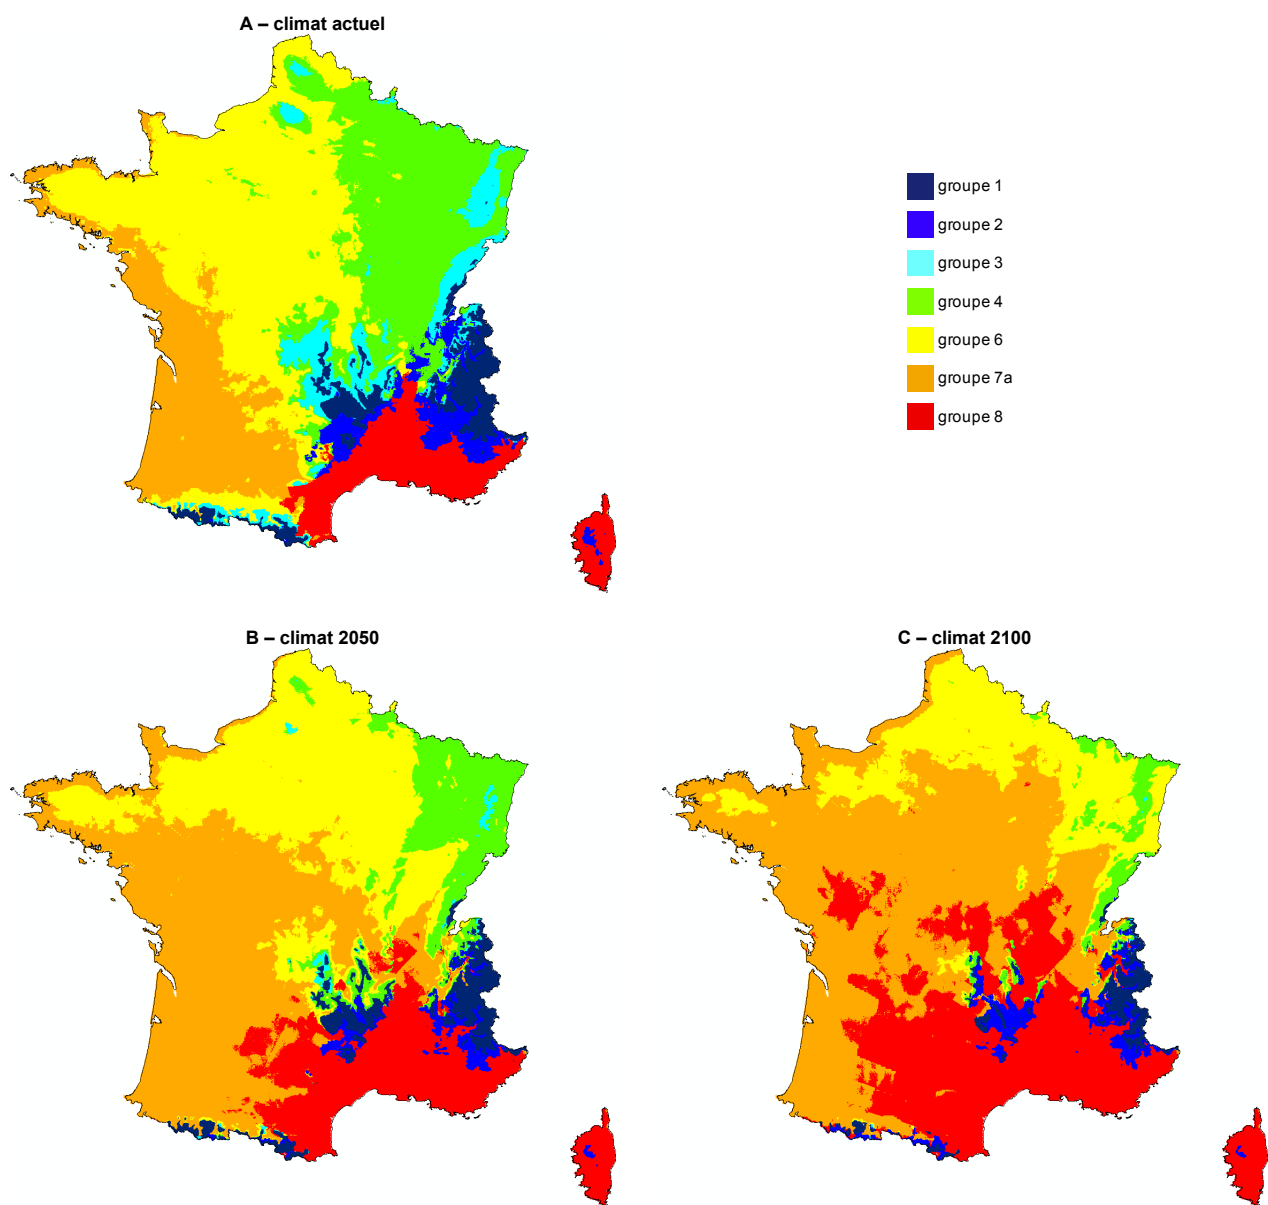 A – climat actuel
groupe 1
groupe 2
groupe 3
groupe 4
groupe 6
groupe 7a
groupe 8
B – climat 2050
C – climat 2100